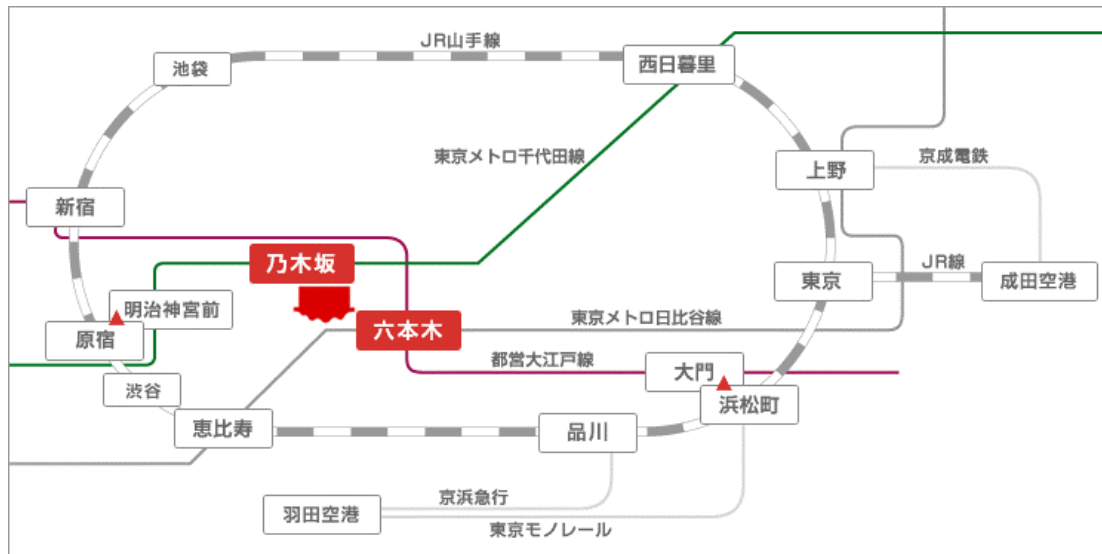 JR山手線
池袋
西日暮里
東京メトロ千代田線
上野
京成電鉄
新宿
乃木坂
JR線
東京
成田空港
明治神宮前
六本木
東京メトロ日比谷線
原宿
都営大江戸線
大門
渋谷
浜松町
恵比寿
品川
京浜急行
羽田空港
東京モノレール